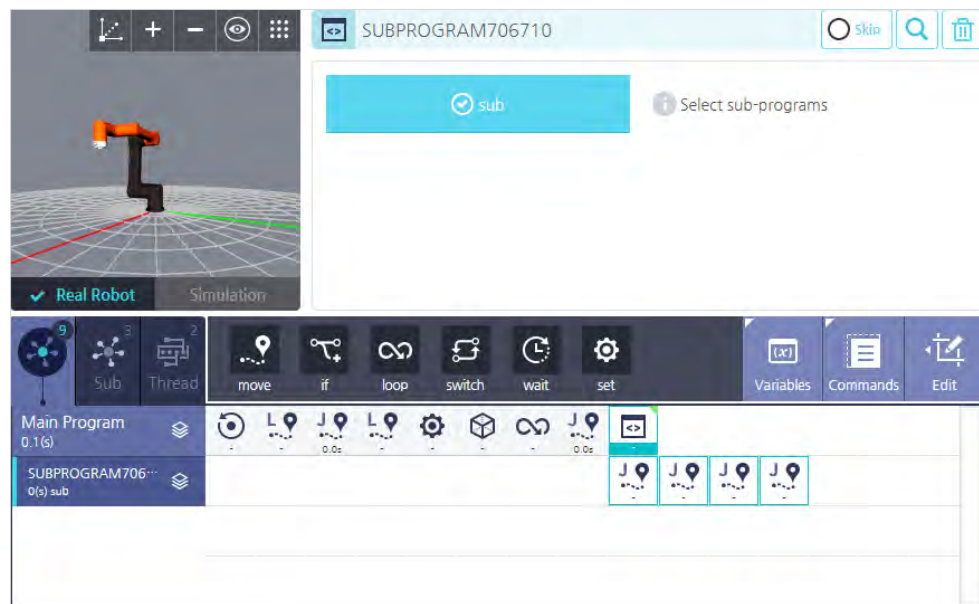 SUBPROGRAM706710
Skip
sub
Select sub-programs
Real Robot
Simulation
9
3
2
Sub
Thread
move
if
loop
switch
wait
set
(x)
Variables
Commands
Edit
Main Program
0.1(s)
L
J
L
J
- - 0.0s - - - - 0.0s -
SUBPROGRAM706...
0(s) sub
J J J J
- - - -